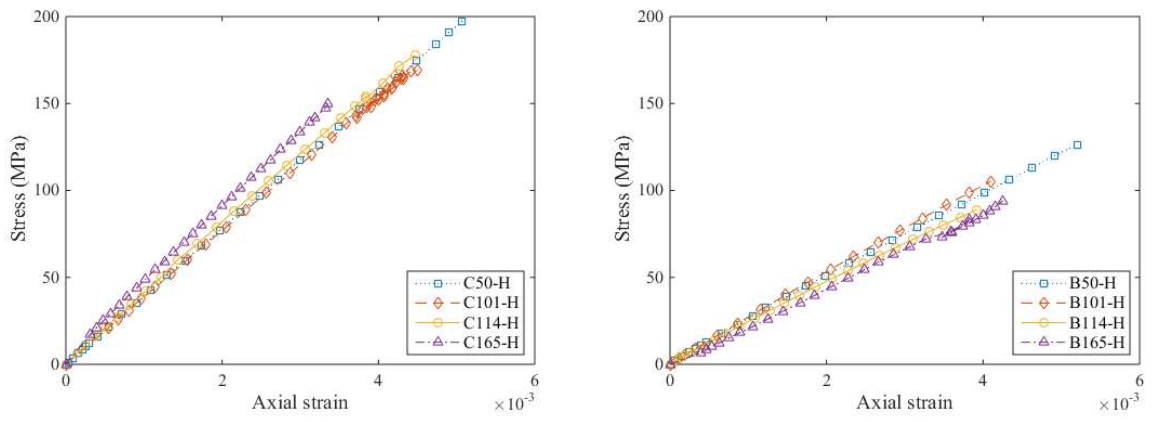 200
150
100
50
0
Stress (MPa)
0 2 4 6
Axial strain
×10⁻³
C50-H
C101-H
C114-H
C165-H
200
150
100
50
0
Stress (MPa)
0 2 4 6
Axial strain
×10⁻³
B50-H
B101-H
B114-H
B165-H